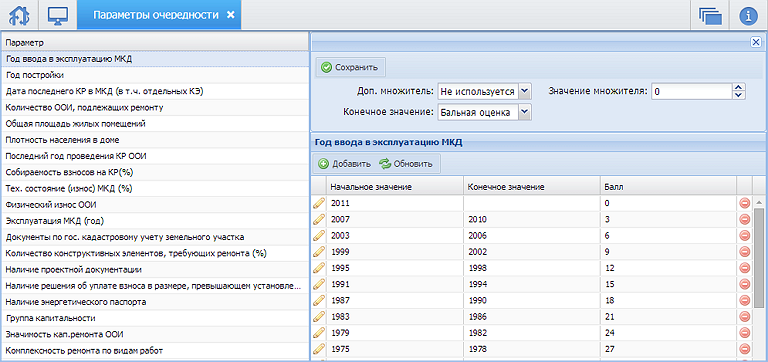 Параметры очередности
Параметр
Год ввода в эксплуатацию МКД
Год постройки
Дата последнего КР в МКД (в т.ч. отдельных КЭ)
Количество ООИ, подлежащих ремонту
Общая площадь жилых помещений
Плотность населения в доме
Последний год проведения КР ООИ
Собираемость взносов на КР(%)
Тех. состояние (износ) МКД (%)
Физический износ ООИ
Эксплуатация МКД (год)
Документы по гос. кадастровому учету земельного участка
Количество конструктивных элементов, требующих ремонта (%)
Наличие проектной документации
Наличие решения об уплате взноса в размере, превышающем установле...
Наличие энергетического паспорта
Группа капитальности
Значимость кап.ремонта ООИ
Комплексность ремонта по видам работ
Сохранить
Доп. множитель: Не используется Значение множителя: 0
Конечное значение: Бальная оценка
Год ввода в эксплуатацию МКД
Добавить Обновить
Начальное значение Конечное значение Балл
2011 0
2007 2010 3
2003 2006 6
1999 2002 9
1995 1998 12
1991 1994 15
1987 1990 18
1983 1986 21
1979 1982 24
1975 1978 27